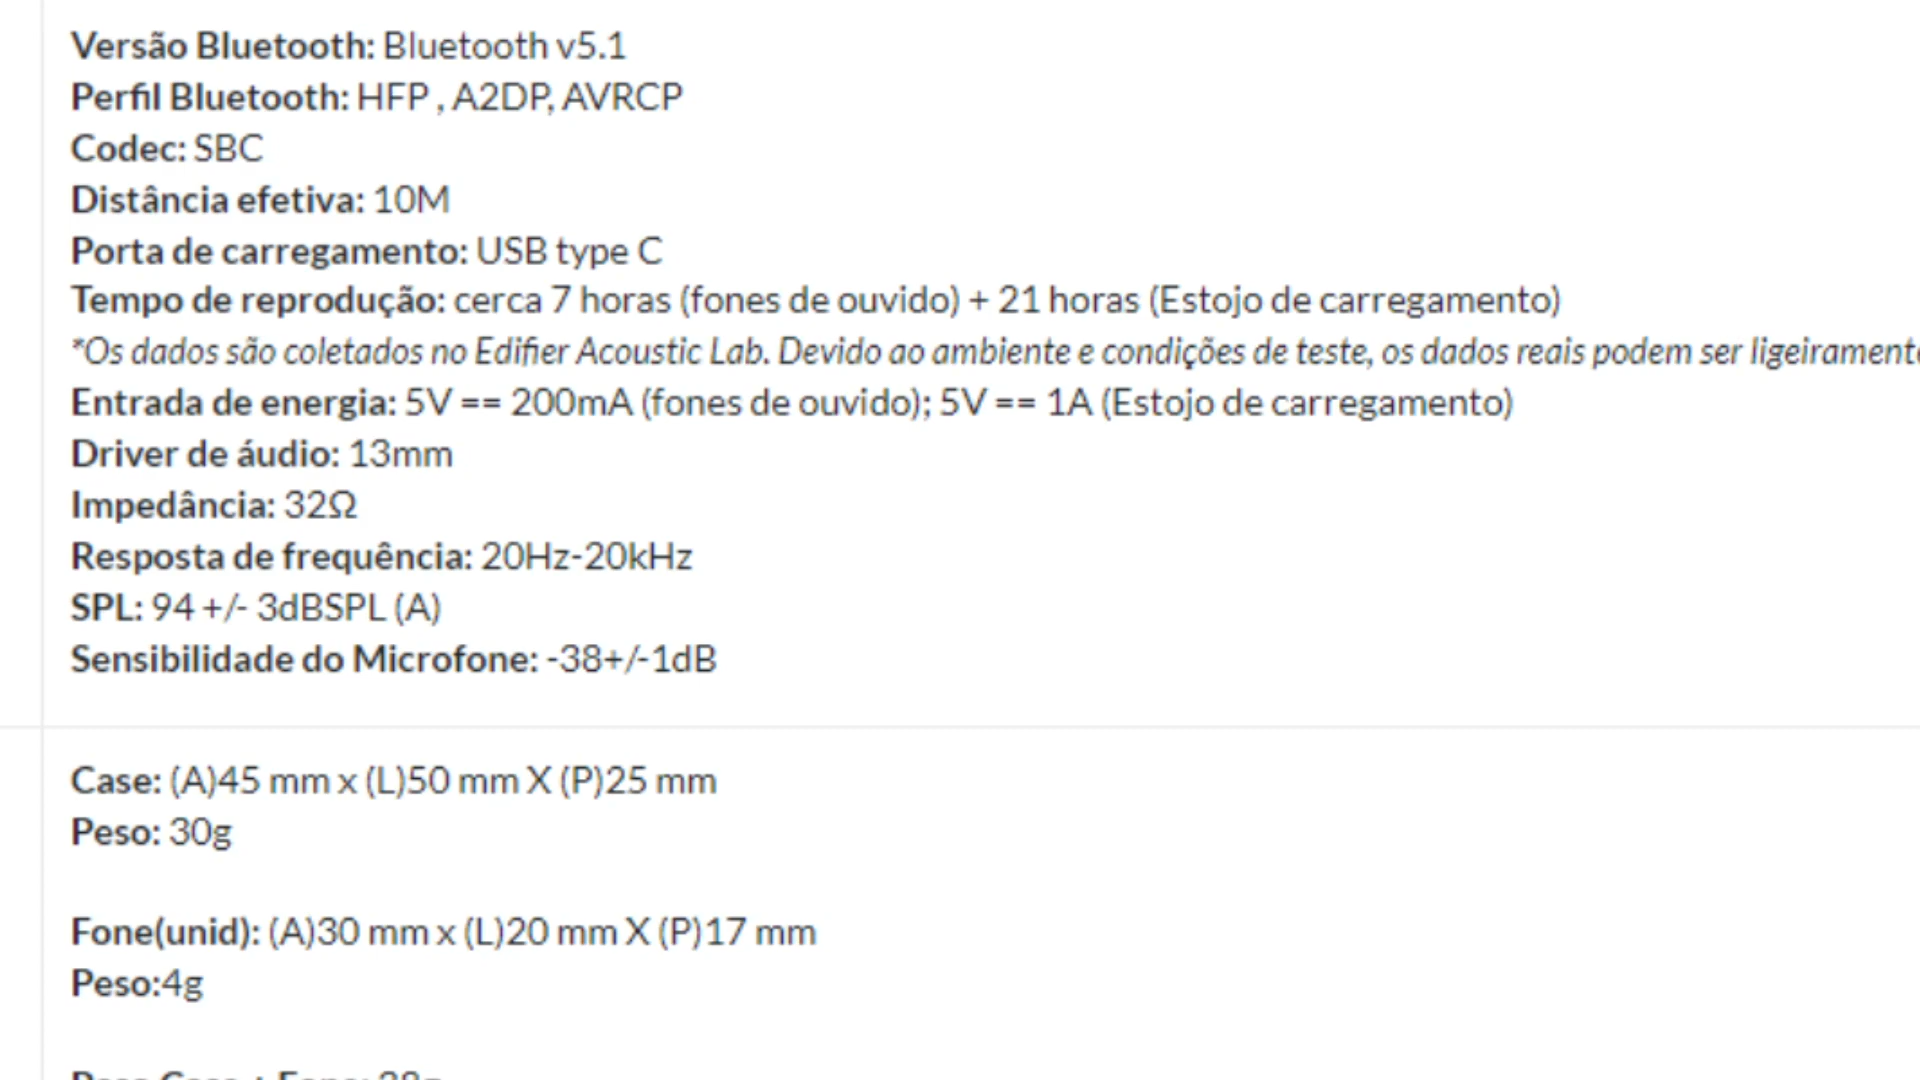 Versão Bluetooth: Bluetooth v5.1
Perfil Bluetooth: HFP , A2DP, AVRCP
Codec: SBC
Distância efetiva: 10M
Porta de carregamento: USB type C
Tempo de reprodução: cerca 7 horas (fones de ouvido) + 21 horas (Estojo de carregamento)
*Os dados são coletados no Edifier Acoustic Lab. Devido ao ambiente e condições de teste, os dados reais podem ser ligeiramente
Entrada de energia: 5V == 200mA (fones de ouvido); 5V == 1A (Estojo de carregamento)
Driver de áudio: 13mm
Impedância: 32Ω
Resposta de frequência: 20Hz-20kHz
SPL: 94 +/- 3dBSPL (A)
Sensibilidade do Microfone: -38+/-1dB
Case: (A)45 mm x (L)50 mm X (P)25 mm
Peso: 30g
Fone(unid): (A)30 mm x (L)20 mm X (P)17 mm
Peso:4g
Peso Case + Fone: 38g